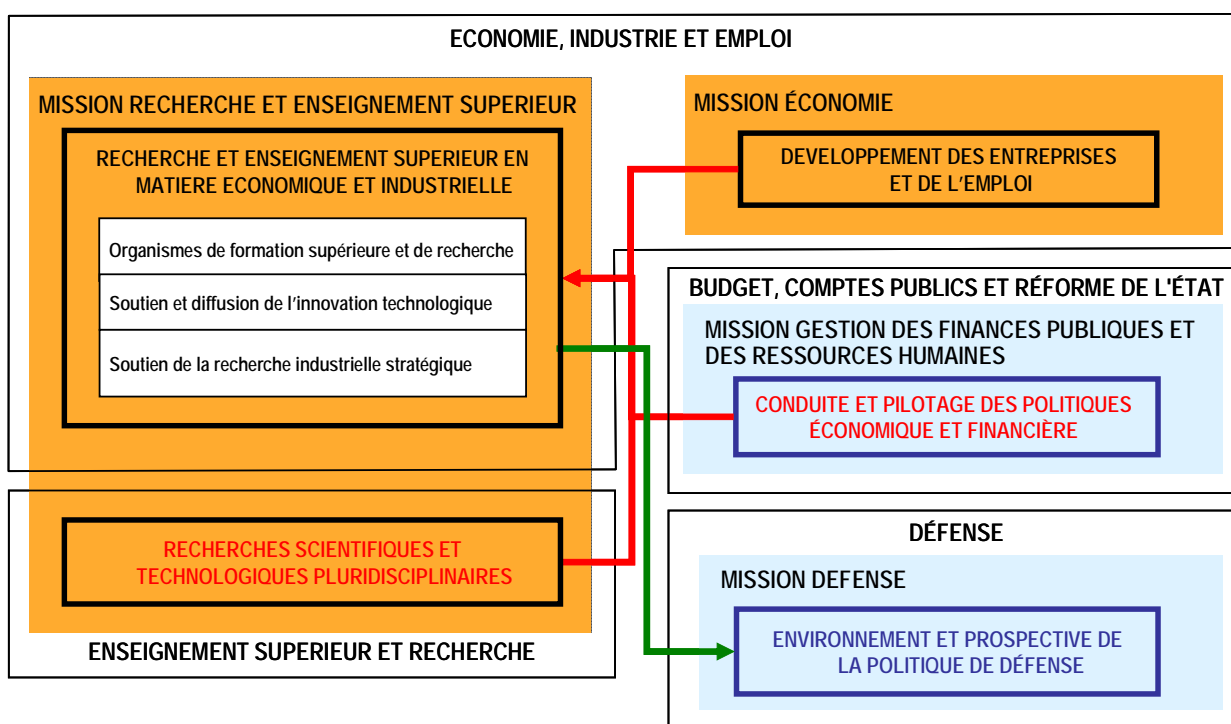 ECONOMIE, INDUSTRIE ET EMPLOI
MISSION RECHERCHE ET ENSEIGNEMENT SUPERIEUR
RECHERCHE ET ENSEIGNEMENT SUPERIEUR EN
MATIERE ECONOMIQUE ET INDUSTRIELLE
Organismes de formation supérieure et de recherche
Soutien et diffusion de l'innovation technologique
Soutien de la recherche industrielle stratégique
MISSION ÉCONOMIE
DEVELOPPEMENT DES ENTREPRISES
ET DE L'EMPLOI
BUDGET, COMPTES PUBLICS ET RÉFORME DE L'ÉTAT
MISSION GESTION DES FINANCES PUBLIQUES ET
DES RESSOURCES HUMAINES
CONDUITE ET PILOTAGE DES POLITIQUES
ÉCONOMIQUE ET FINANCIÈRE
RECHERCHES SCIENTIFIQUES ET
TECHNOLOGIQUES PLURIDISCIPLINAIRES
ENSEIGNEMENT SUPERIEUR ET RECHERCHE
DÉFENSE
MISSION DEFENSE
ENVIRONNEMENT ET PROSPECTIVE DE
LA POLITIQUE DE DÉFENSE